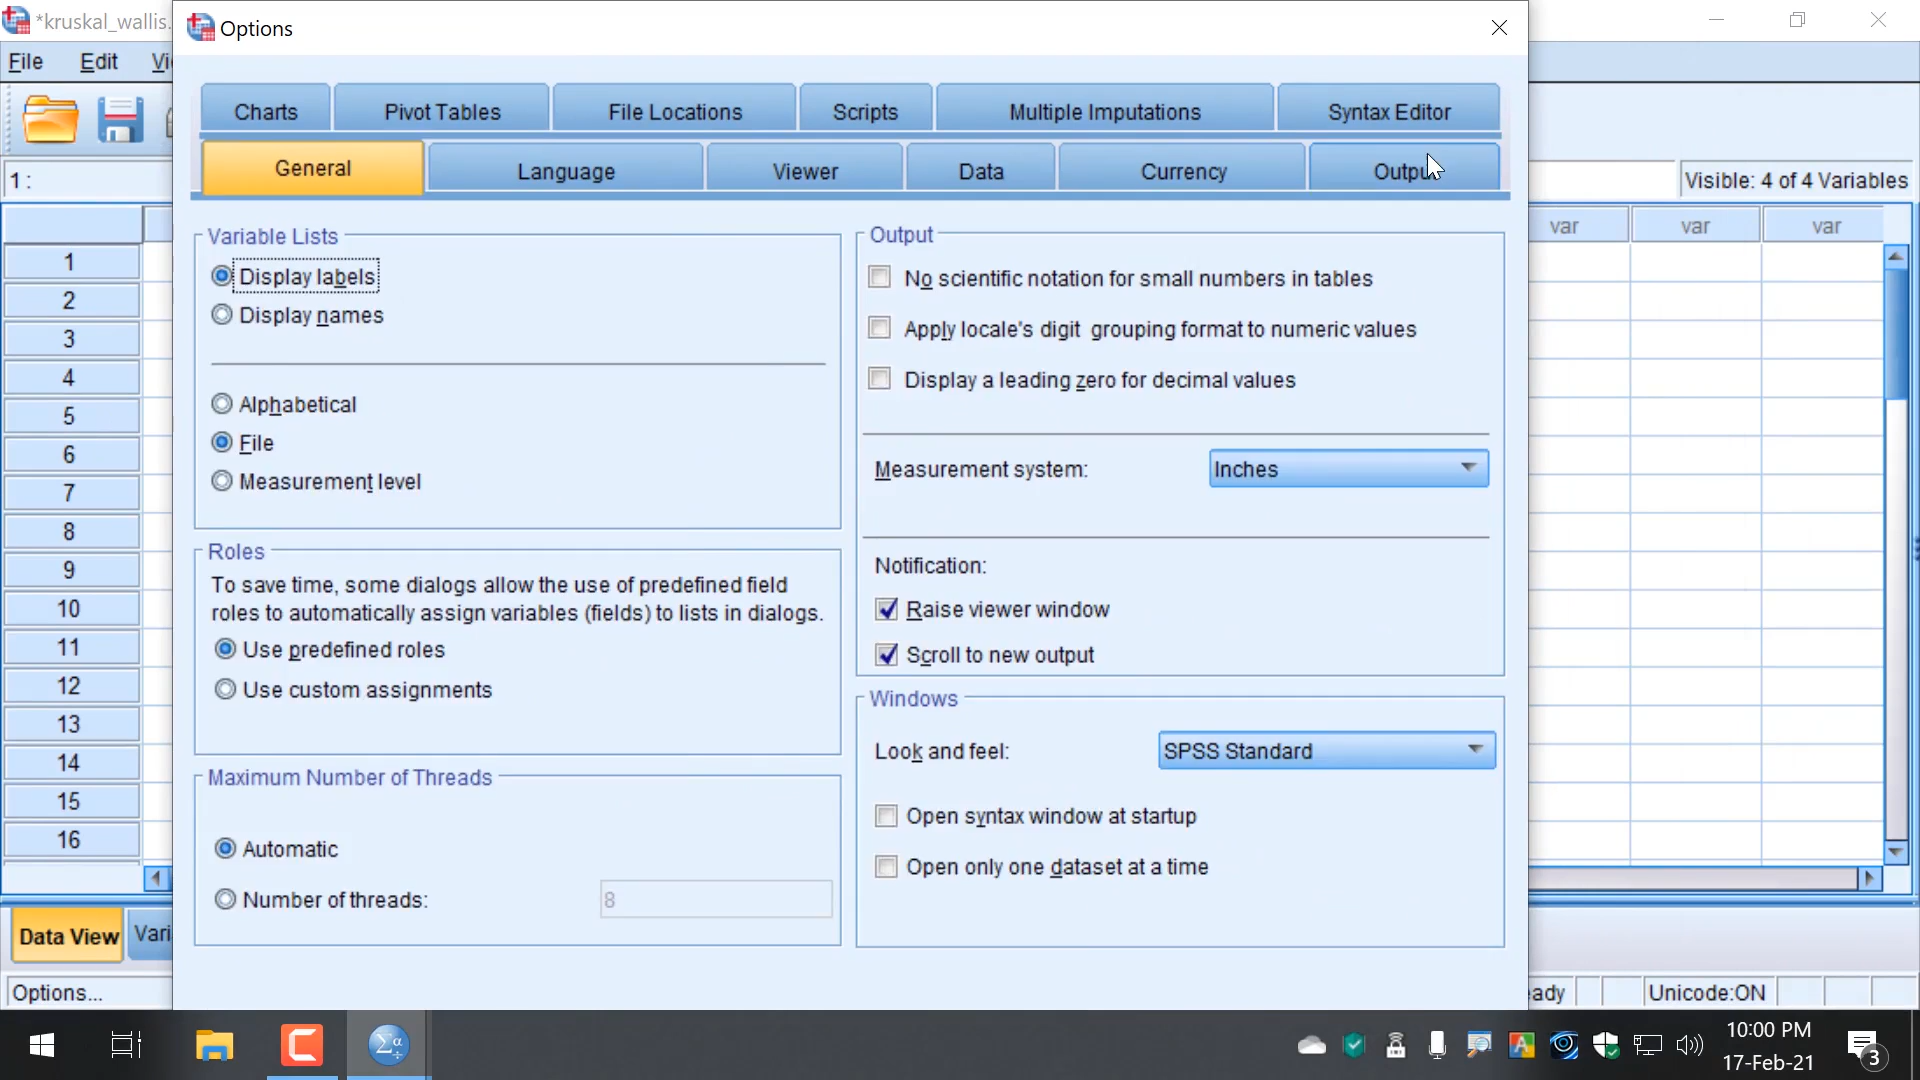 *kruskal_wallis.
Options
File Edit
Charts Pivot Tables File Locations Scripts Multiple Imputations Syntax Editor
General Language Viewer Data Currency Output
1 :
Visible: 4 of 4 Variables
var var var
1
2
3
4
5
6
7
8
9
10
11
12
13
14
15
16
Variable Lists
Display labels
Display names
Alphabetical
File
Measurement level
Roles
To save time, some dialogs allow the use of predefined field
roles to automatically assign variables (fields) to lists in dialogs.
Use predefined roles
Use custom assignments
Maximum Number of Threads
Automatic
Number of threads: 8
Output
No scientific notation for small numbers in tables
Apply locale's digit grouping format to numeric values
Display a leading zero for decimal values
Measurement system: Inches
Notification:
Raise viewer window
Scroll to new output
Windows
Look and feel: SPSS Standard
Open syntax window at startup
Open only one dataset at a time
Data View Vari
Options... eady Unicode:ON
10:00 PM
17-Feb-21
3